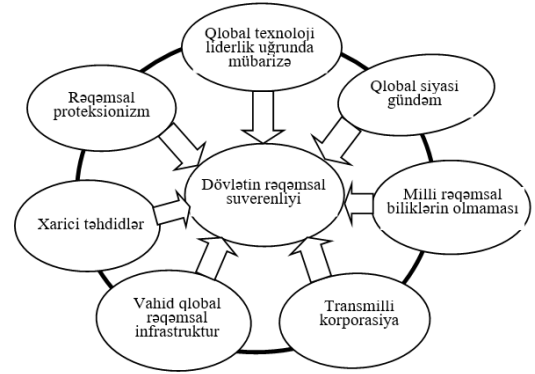 Qlobal texnoloji
liderlik uğrunda
mübarizə
Qlobal siyasi
gündəm
Milli rəqəmsal
biliklərin olmaması
Transmilli
korporasiya
Vahid qlobal
rəqəmsal
infrastruktur
Xarici təhdidlər
Rəqəmsal
proteksionizm
Dövlətin rəqəmsal
suverenliyi